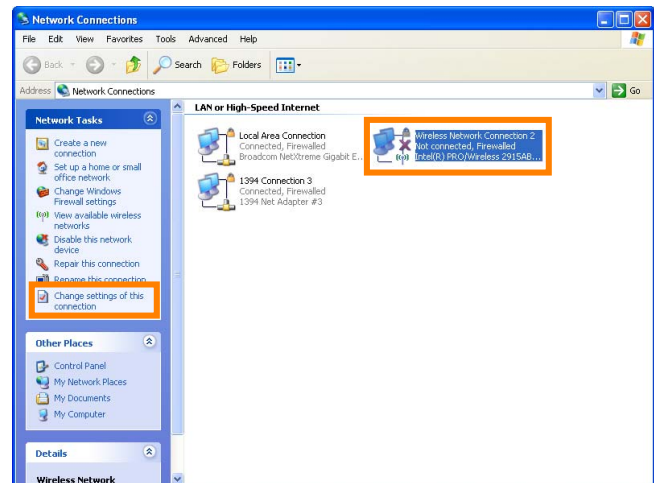 Network Connections
File Edit View Favorites Tools Advanced Help
Back Search Folders
Address Network Connections Go
Network Tasks
Create a new
connection
Set up a home or small
office network
Change Windows
Firewall settings
View available wireless
networks
Disable this network
device
Repair this connection
Rename this connection
Change settings of this
connection
Other Places
Control Panel
My Network Places
My Documents
My Computer
Details
Wireless Network
LAN or High-Speed Internet
Local Area Connection
Connected, Firewalled
Broadcom NetXtreme Gigabit E...
Wireless Network Connection 2
Not connected, Firewalled
Intel(R) PRO/Wireless 2915AB...
1394 Connection 3
Connected, Firewalled
1394 Net Adapter #3